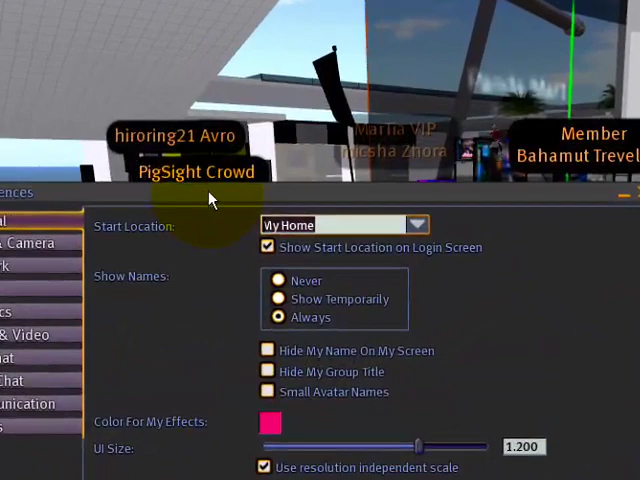 hiroring21 Avro
Marlia VIP
Znora
PigSight Crowd
Member
Bahamut Trevel
ences
al
Start Location:
My Home
& Camera
Show Start Location on Login Screen
rk
Show Names:
Never
cs
Show Temporarily
Always
& Video
hat
Hide My Name On My Screen
Chat
Hide My Group Title
Small Avatar Names
unication
Color For My Effects:
s
UI Size:
1.200
Use resolution independent scale